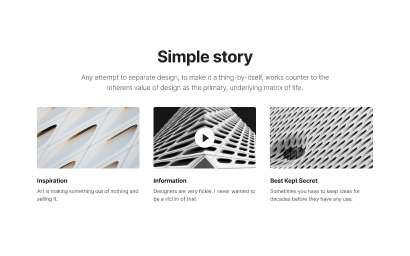 Simple story
Any attempt to separate design, to make it a thing-by-itself, works counter to the
inherent value of design as the primary, underlying matrix of life.
Inspiration
Art is making something out of nothing and
selling it.
Information
Designers are very fickle. I never wanted to
be a victim of that.
Best Kept Secret
Sometimes you have to keep ideas for
decades before they have any use.